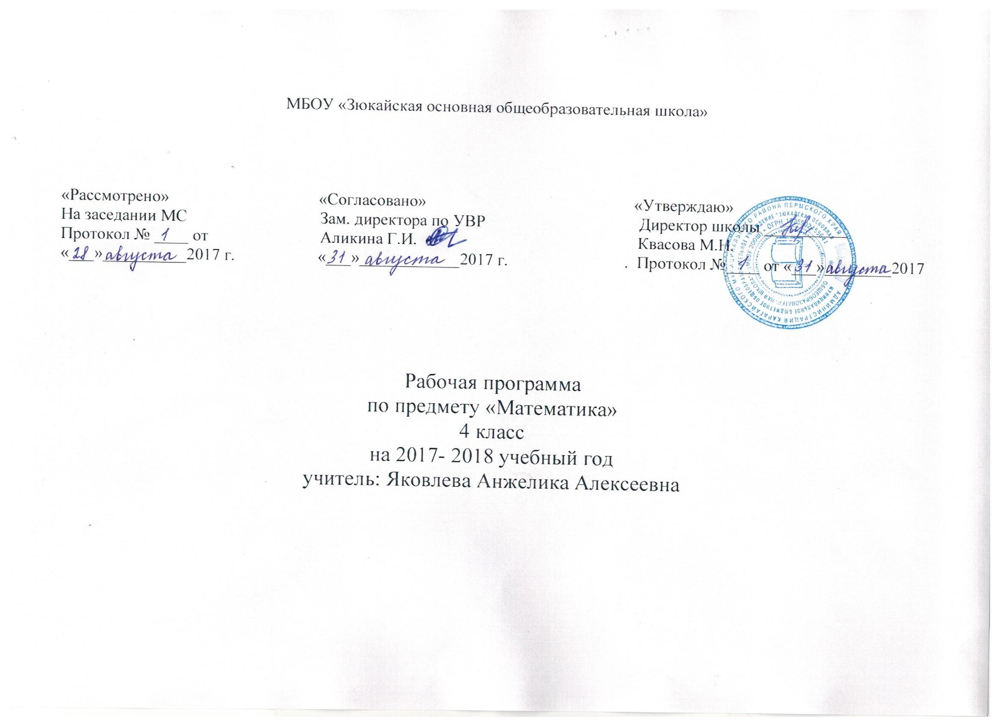 МБОУ «Зюкайская основная общеобразовательная школа»
«Рассмотрено»
На заседании МС
Протокол № 1 от
«28» августа 2017 г.
«Согласовано»
Зам. директора по УВР
Аликина Г.И.
«31» августа 2017 г.
«Утверждаю»
Директор школы
Квасова М.Н.
. Протокол № 1 от «31» августа 2017
АДМИНИСТРАЦИЯ КАРАГАЙСКОГО МУНИЦИПАЛЬНОГО РАЙОНА ПЕРМСКОГО КРАЯ
МУНИЦИПАЛЬНОЕ БЮДЖЕТНОЕ ОБЩЕОБРАЗОВАТЕЛЬНОЕ УЧРЕЖДЕНИЕ "ЗЮКАЙСКАЯ ОСНОВНАЯ
ОБЩЕОБРАЗОВАТЕЛЬНАЯ ШКОЛА" (МБОУ ЗООШ) • ОГРН
Рабочая программа
по предмету «Математика»
4 класс
на 2017- 2018 учебный год
учитель: Яковлева Анжелика Алексеевна